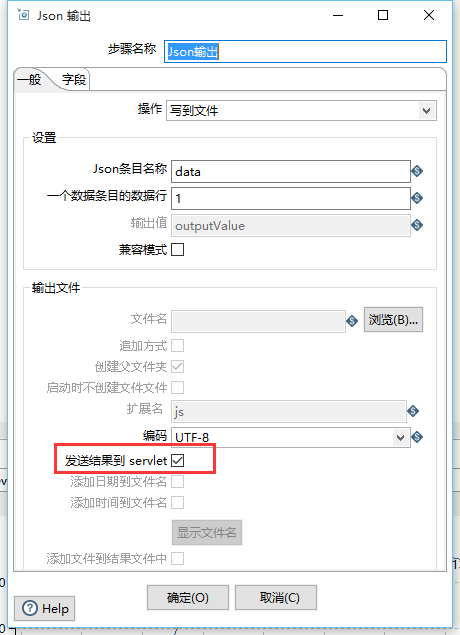 Json 输出
步骤名称 Json输出
一般 字段
操作 写到文件
设置
Json条目名称 data
一个数据条目的数据行 1
输出值 outputValue
兼容模式
输出文件
文件名 浏览(B)...
追加方式
创建父文件夹
启动时不创建文件文件
扩展名 js
编码 UTF-8
发送结果到 servlet
添加日期到文件名
添加时间到文件名
显示文件名
添加文件到结果文件中
确定(O) 取消(C)
Help